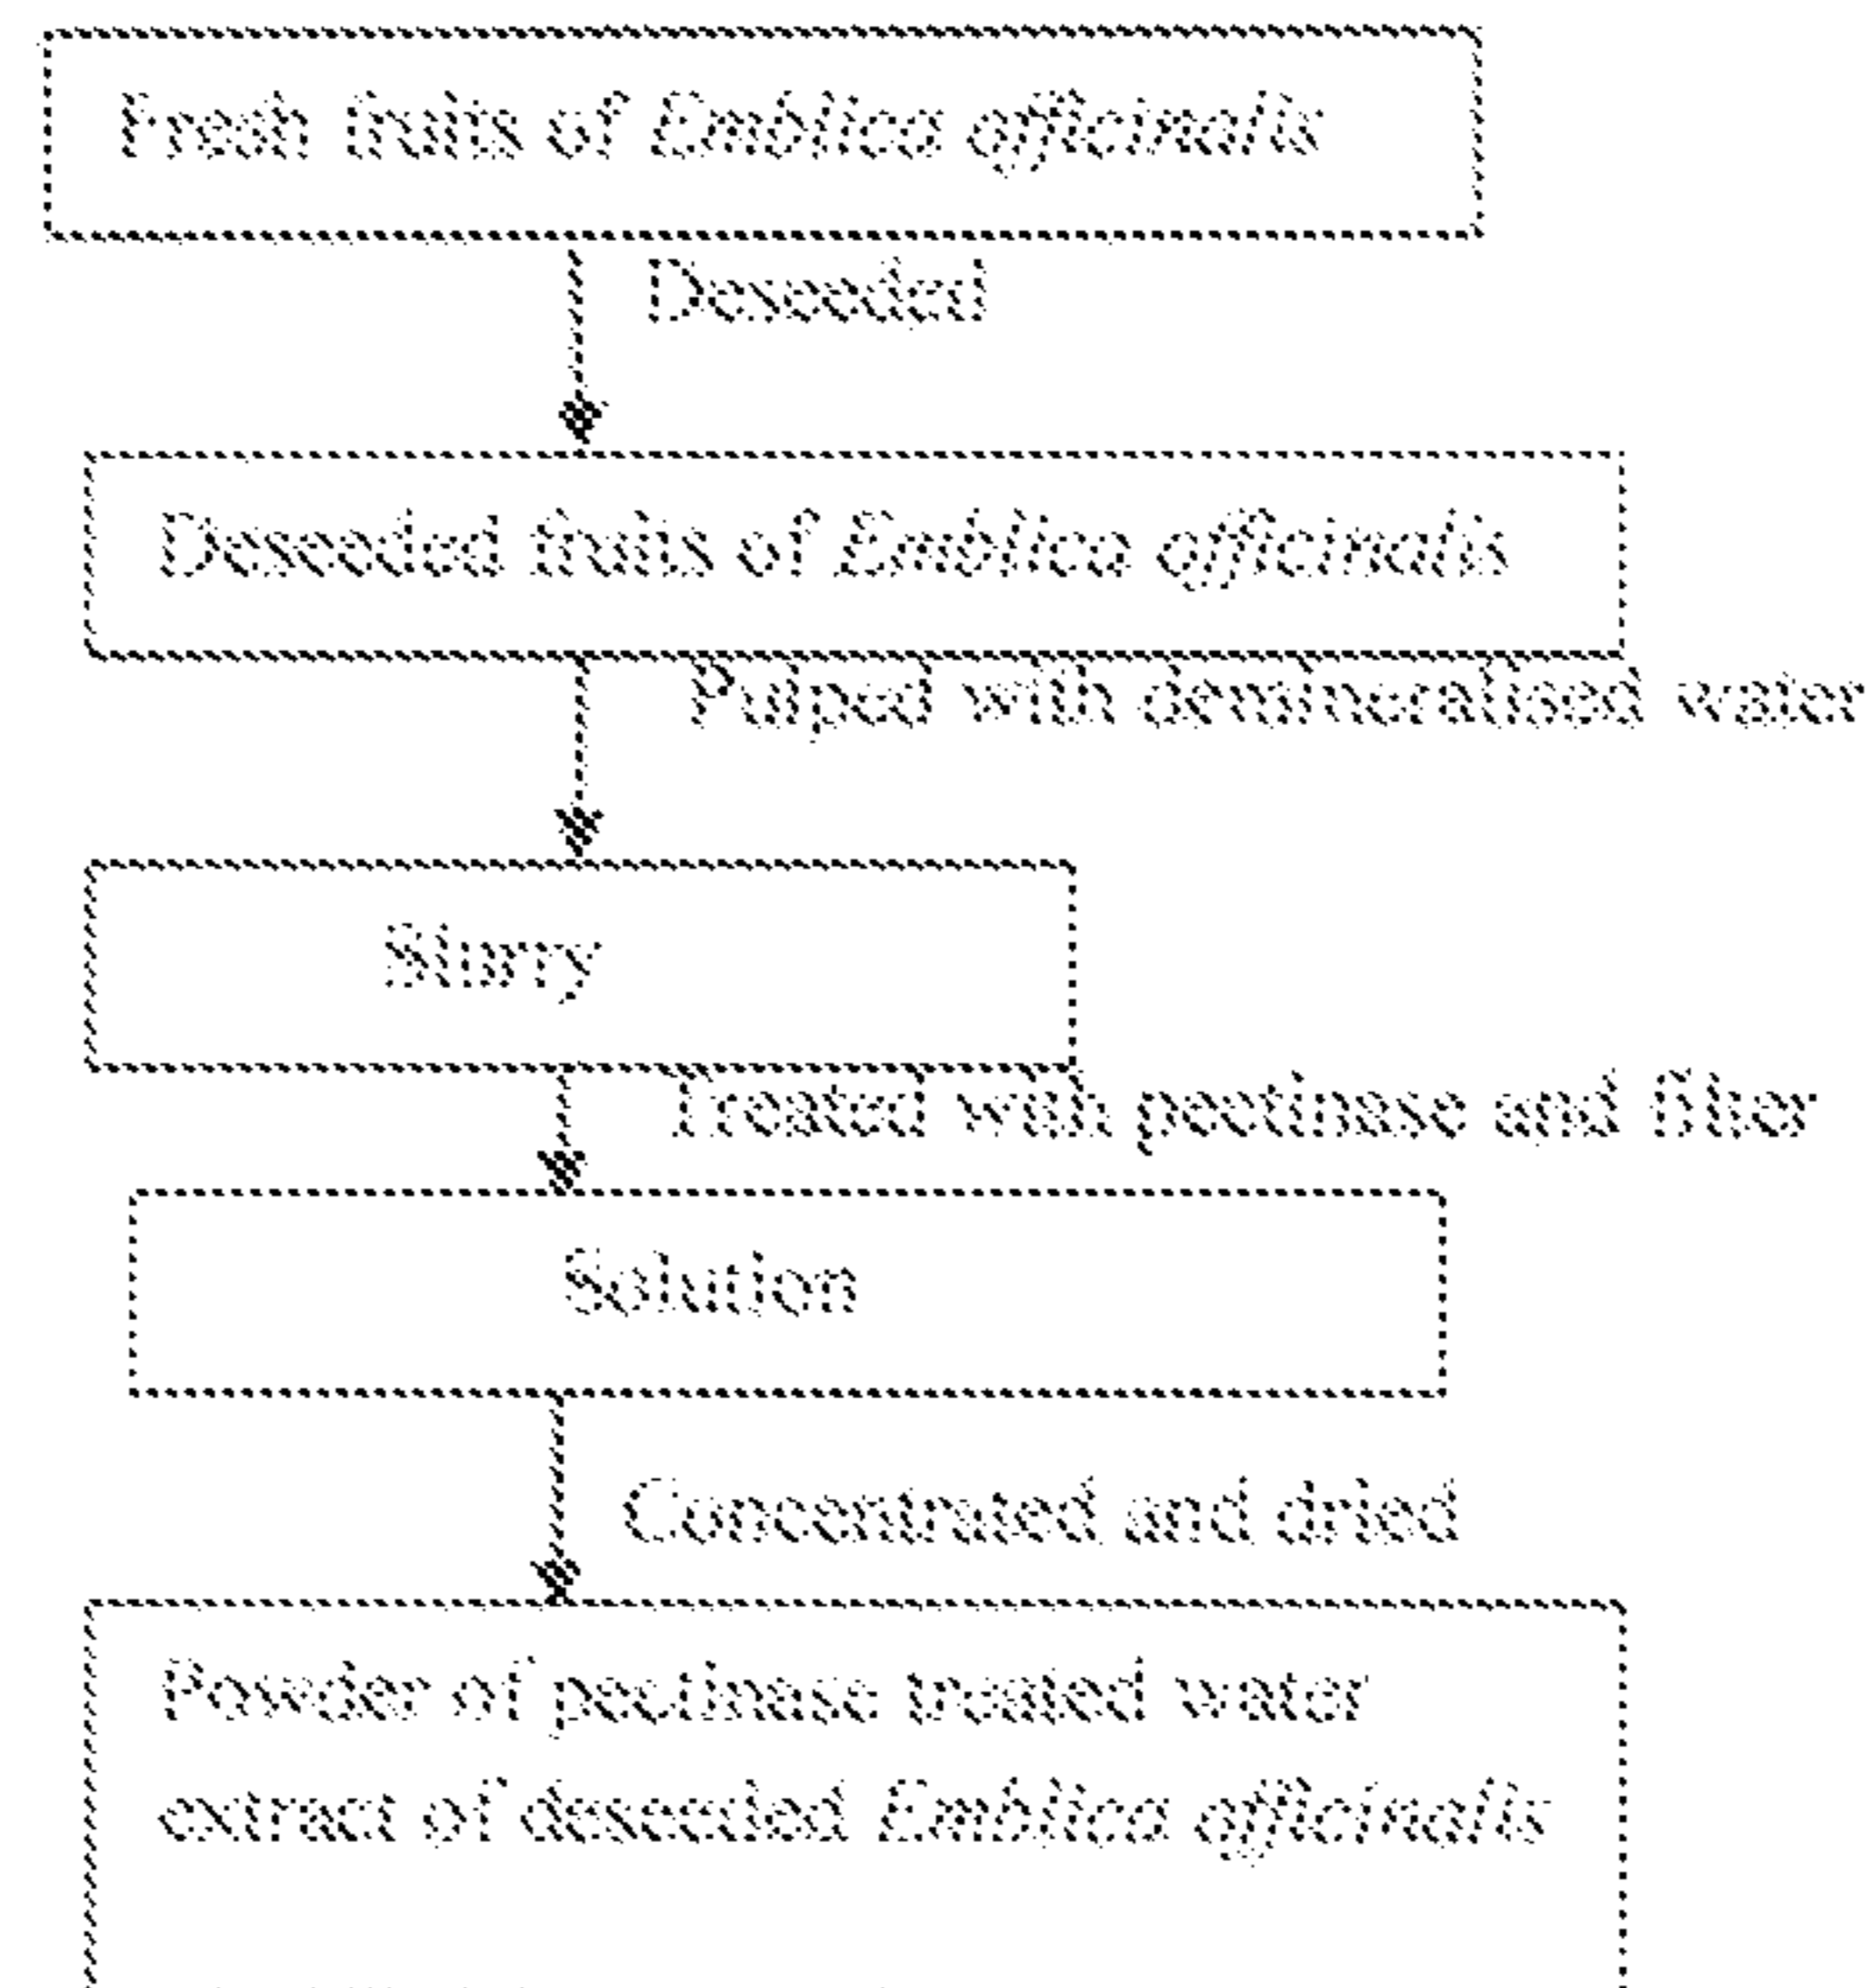 Fresh fruits of Emblica officinalis
Deseeded
Deseeded fruits of Emblica officinalis
Pulped with demineralised water
Slurry
Treated with pectinase and filter
Solution
Concentrated and dried
Powder of pectinase treated water
extract of deseeded Emblica officinalis